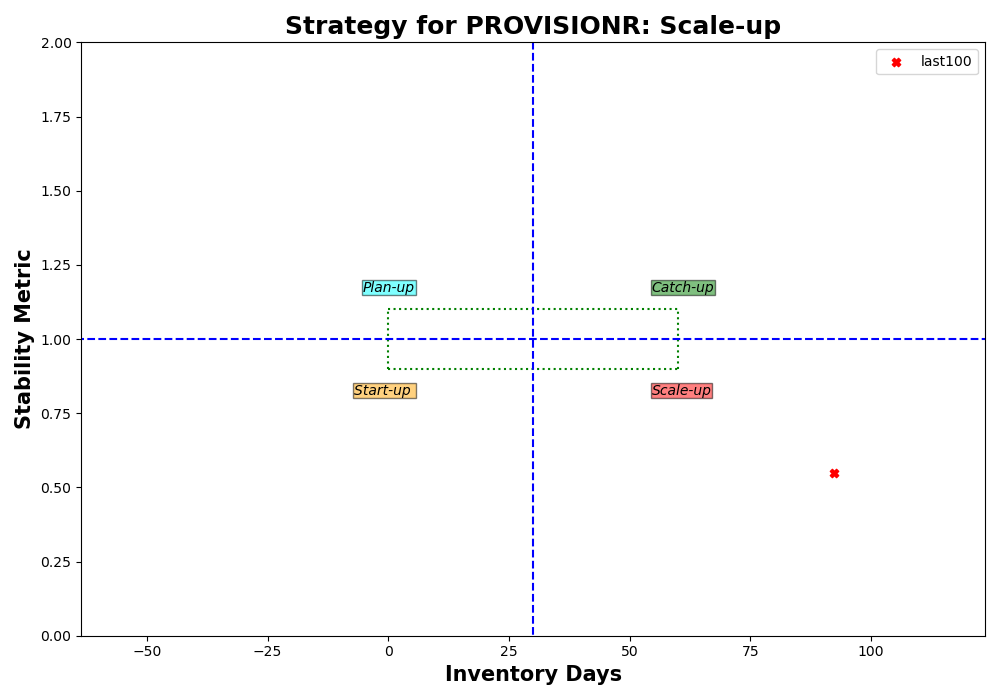 Strategy for PROVISIONR: Scale-up
last100
Stability Metric
2.00
1.75
1.50
1.25
1.00
0.75
0.50
0.25
0.00
Plan-up
Catch-up
Start-up
Scale-up
−50
−25
0
25
50
75
100
Inventory Days